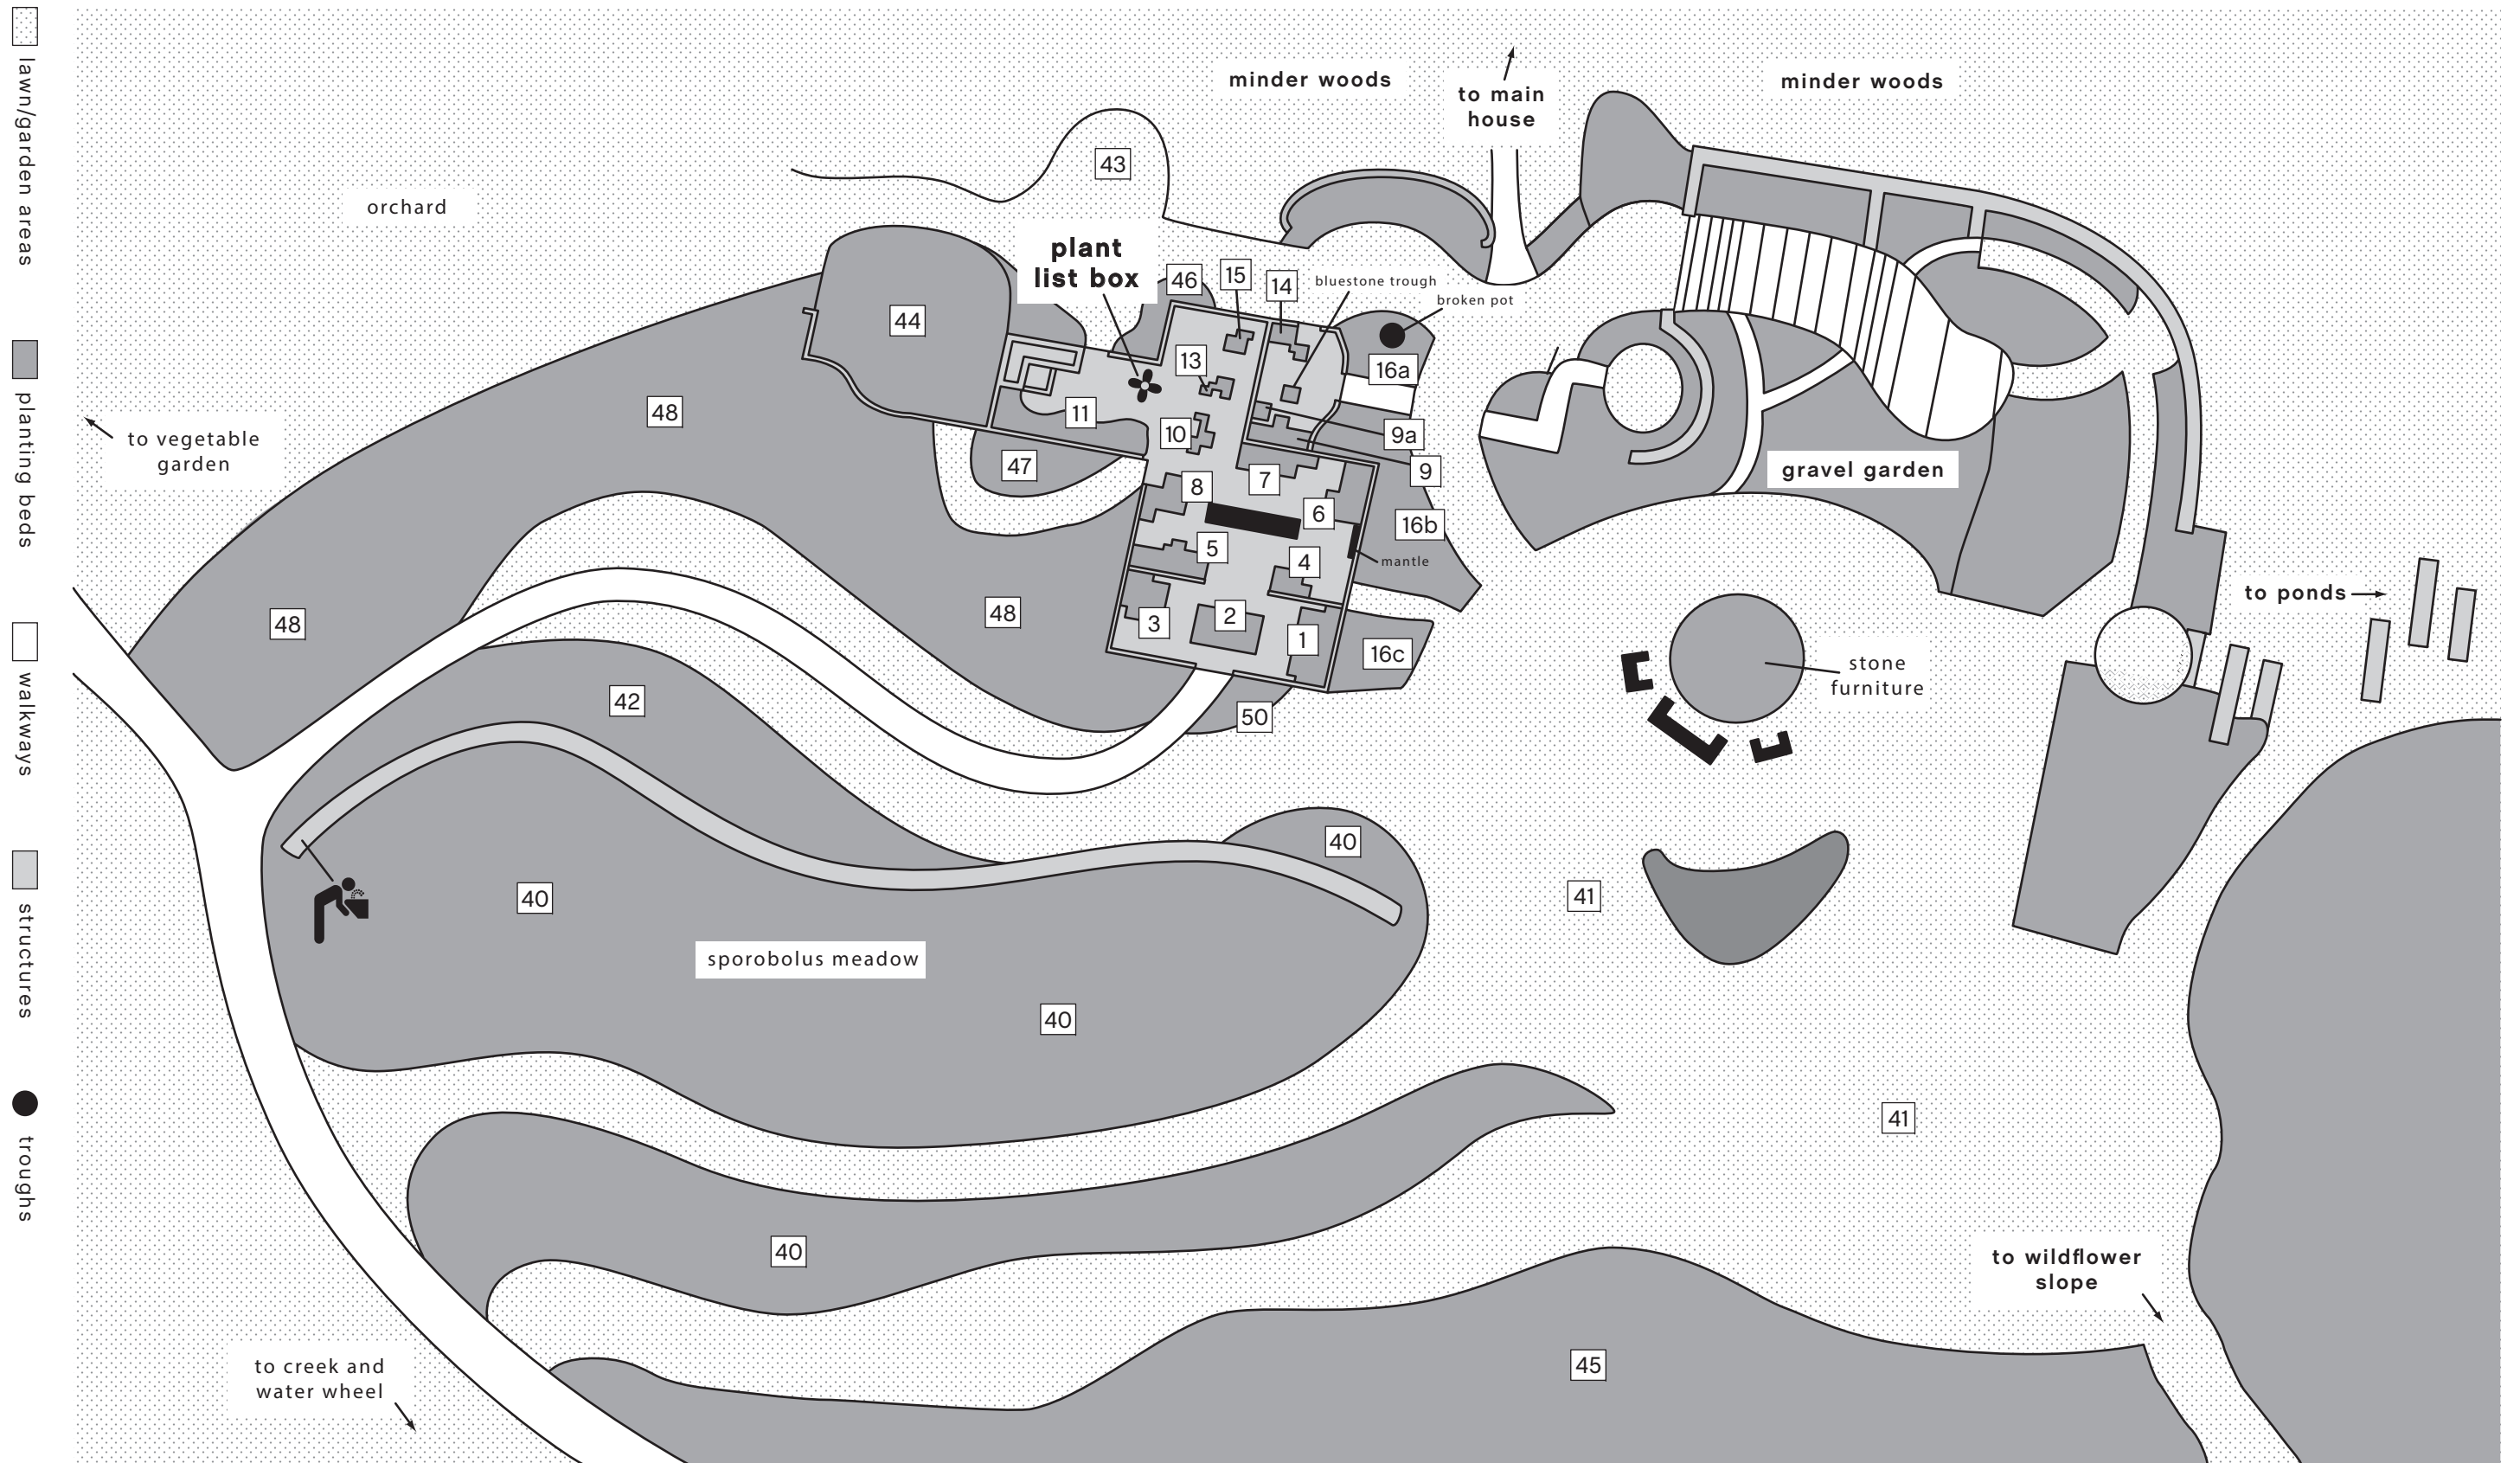 lawn/garden areas
planting beds
walkways
structures
troughs
minder woods
to main
house
minder woods
orchard
43
plant
list box
46
15
14
bluestone trough
broken pot
44
13
16a
48
11
10
9a
to vegetable
garden
47
8
7
9
gravel garden
6
16b
5
4
mantle
48
48
3
2
1
16c
to ponds
stone
furniture
42
50
40
40
41
sporobolus meadow
40
41
40
to wildflower
slope
to creek and
water wheel
45